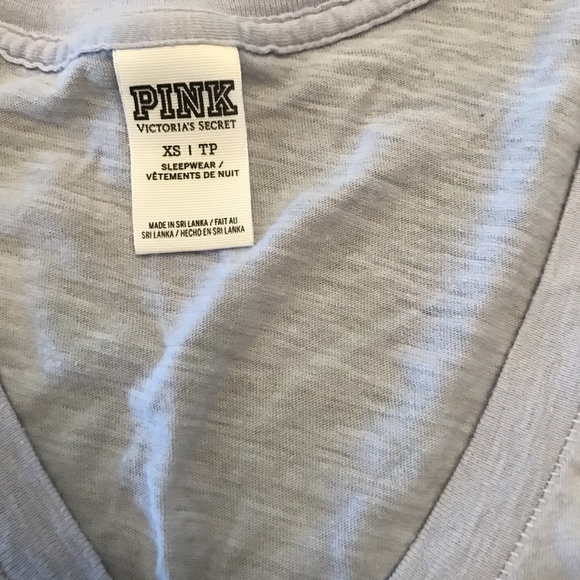 PINK
VICTORIA'S SECRET
XS | TP
SLEEPWEAR /
VÊTEMENTS DE NUIT
MADE IN SRI LANKA / FAIT AU
SRI LANKA / HECHO EN SRI LANKA